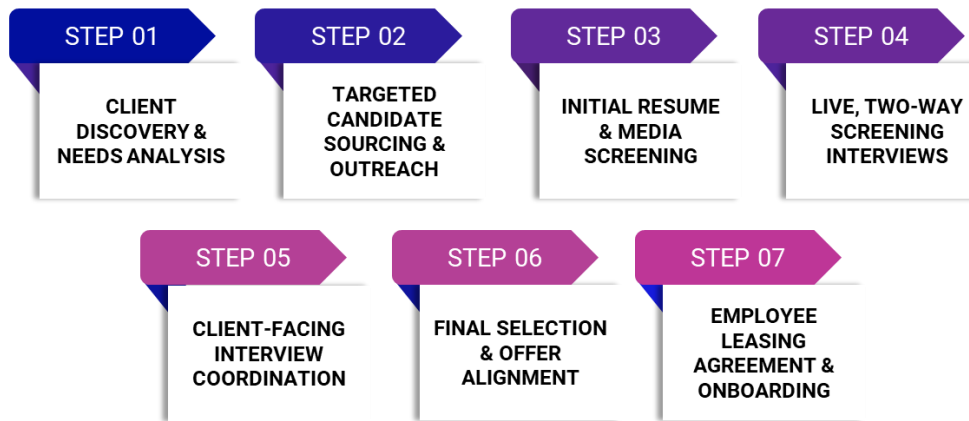 STEP 01
CLIENT
DISCOVERY &
NEEDS ANALYSIS
STEP 02
TARGETED
CANDIDATE
SOURCING &
OUTREACH
STEP 03
INITIAL RESUME
& MEDIA
SCREENING
STEP 04
LIVE, TWO-WAY
SCREENING
INTERVIEWS
STEP 05
CLIENT-FACING
INTERVIEW
COORDINATION
STEP 06
FINAL SELECTION
& OFFER
ALIGNMENT
STEP 07
EMPLOYEE
LEASING
AGREEMENT &
ONBOARDING